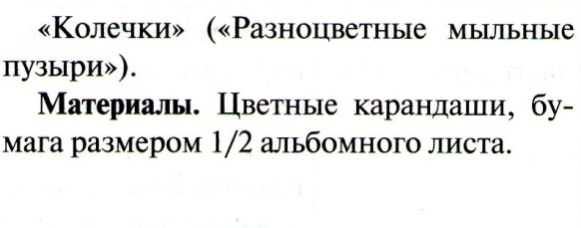 «Колечки» («Разноцветные мыльные
пузыри»).
Материалы. Цветные карандаши, бу-
мага размером 1/2 альбомного листа.